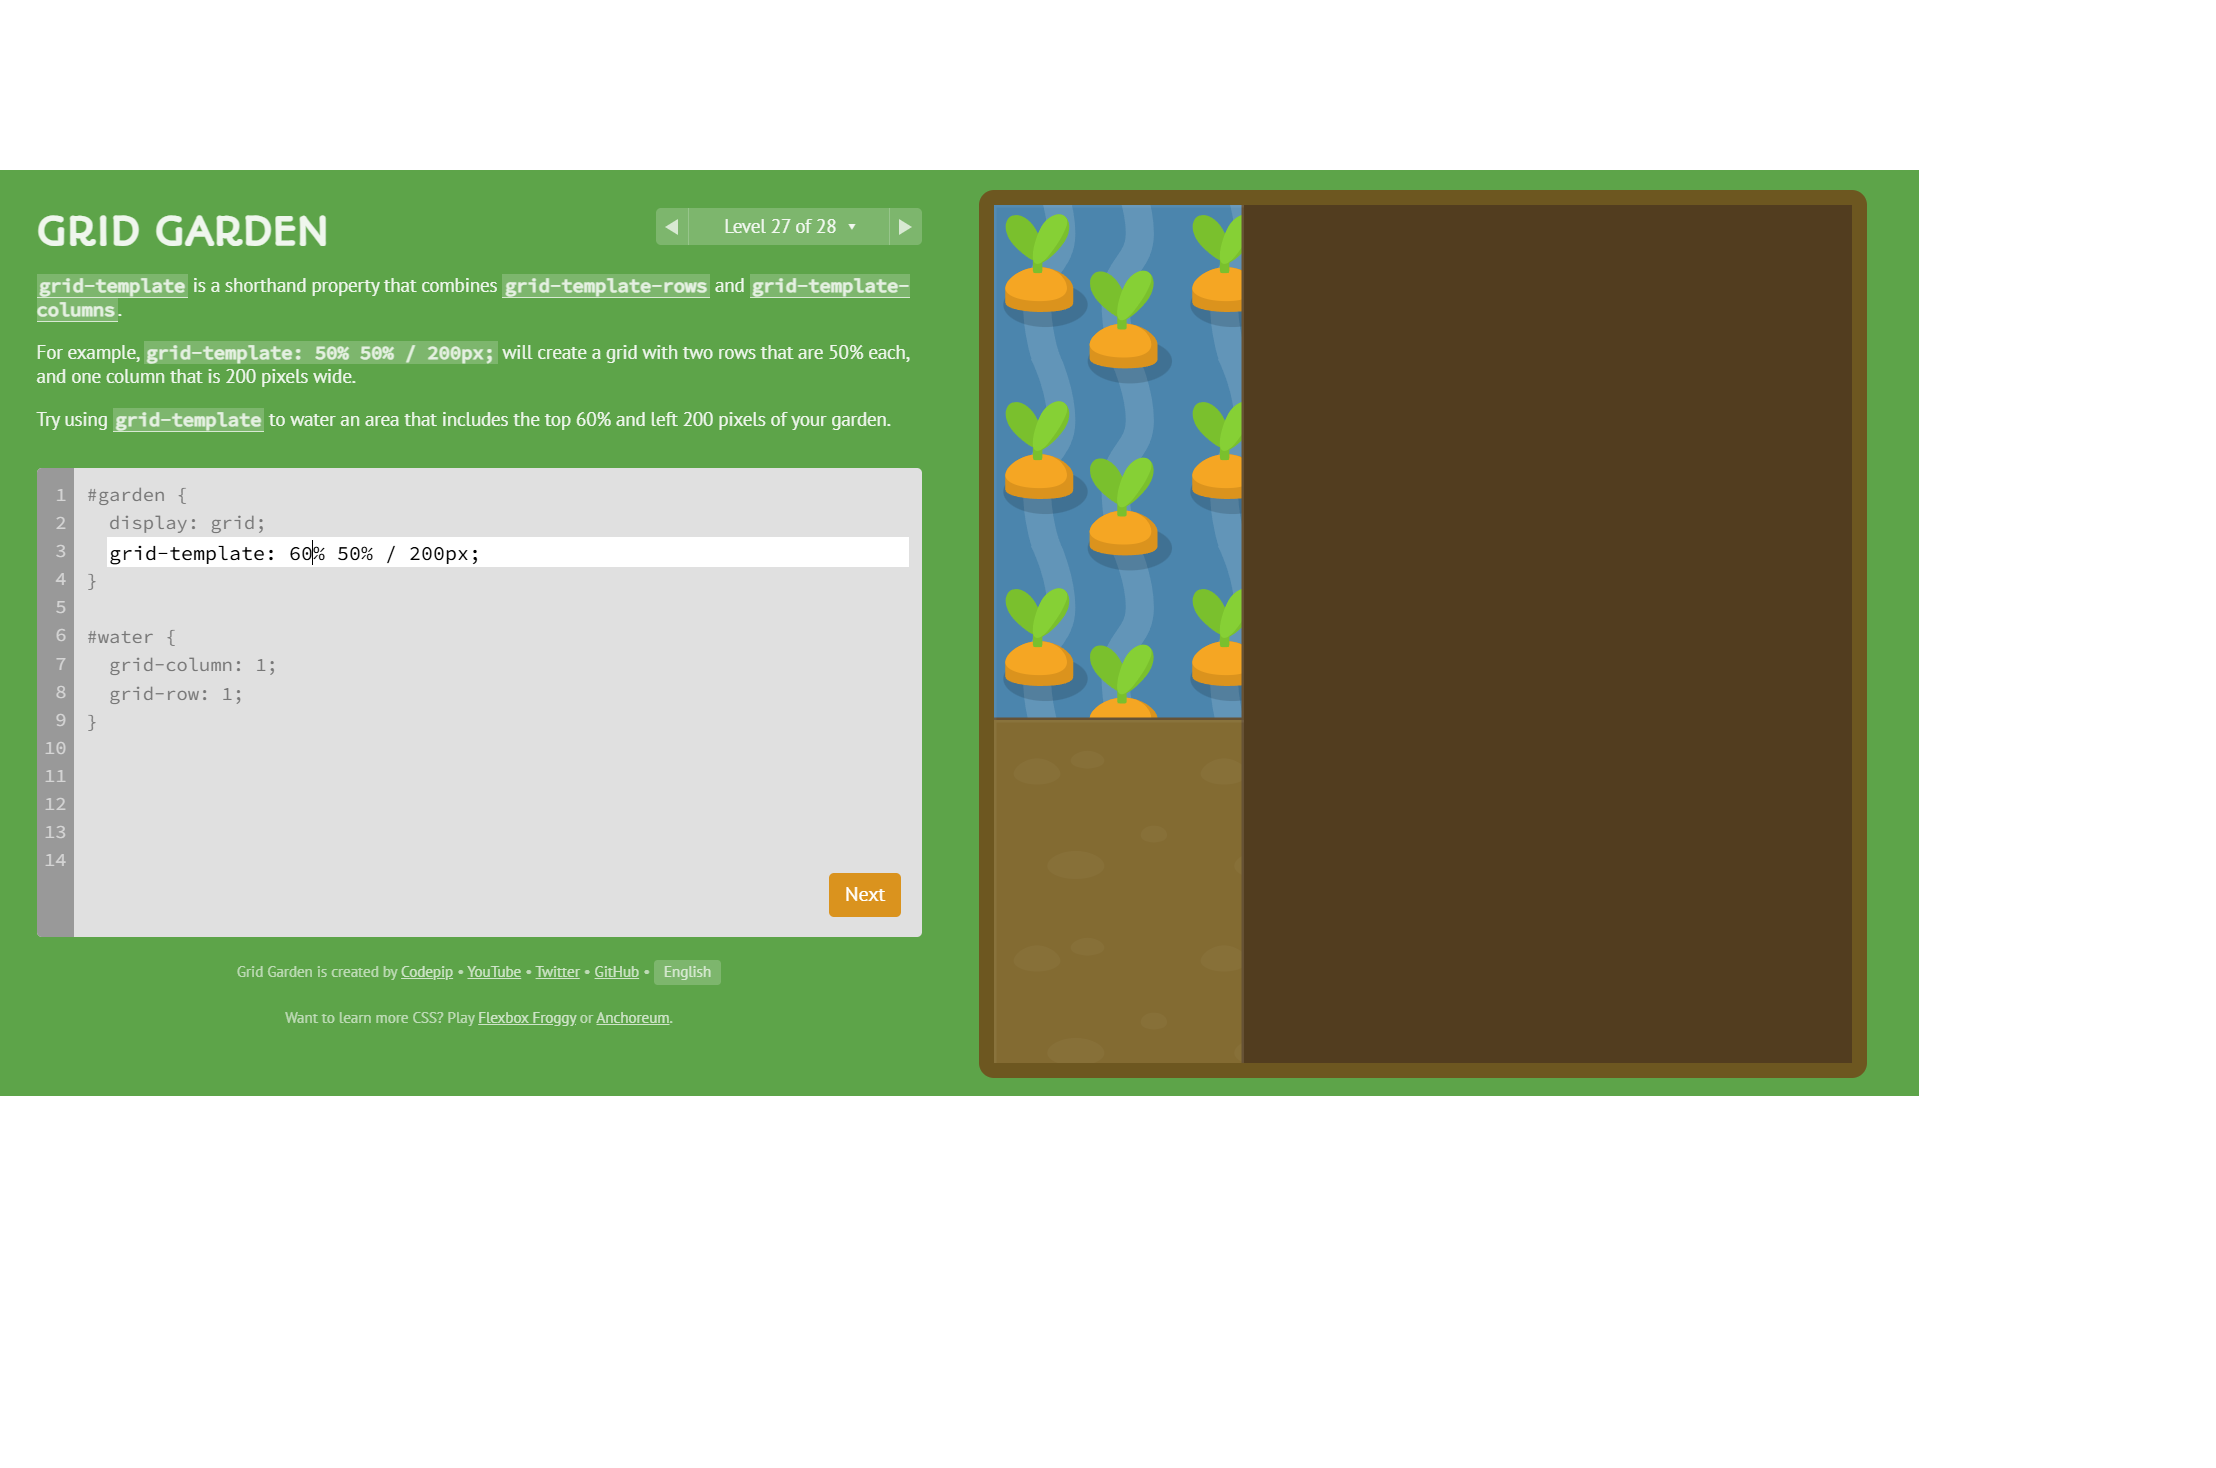 GRID GARDEN
◀ Level 27 of 28 ▾ ▶
grid-template is a shorthand property that combines grid-template-rows and grid-template-
columns.
For example, grid-template: 50% 50% / 200px; will create a grid with two rows that are 50% each,
and one column that is 200 pixels wide.
Try using grid-template to water an area that includes the top 60% and left 200 pixels of your garden.
1 #garden {
2 display: grid;
3 grid-template: 60% 50% / 200px;
4 }
5
6 #water {
7 grid-column: 1;
8 grid-row: 1;
9 }
10
11
12
13
14
Next
Grid Garden is created by Codepip • YouTube • Twitter • GitHub • English
Want to learn more CSS? Play Flexbox Froggy or Anchoreum.